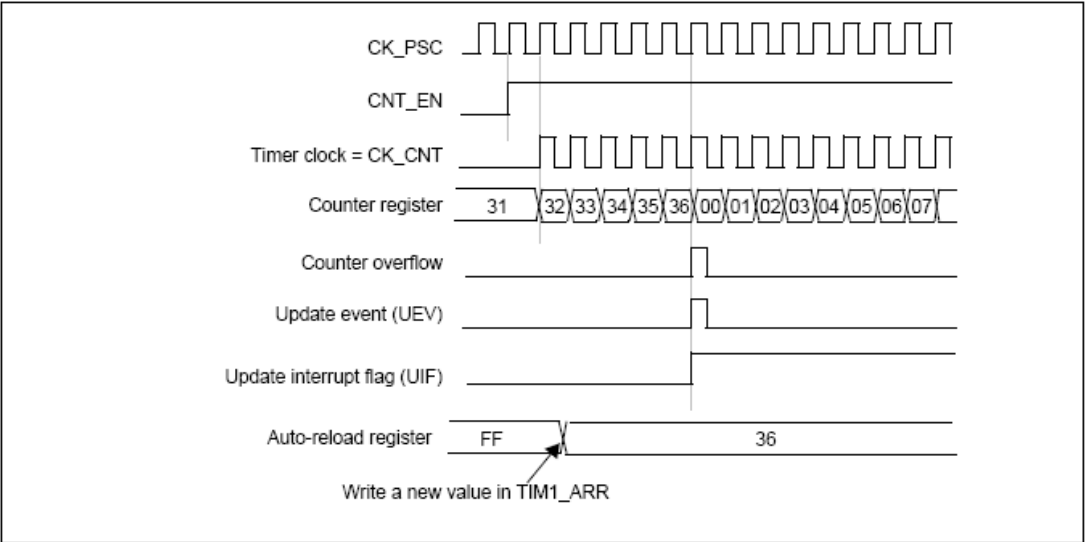 CK_PSC
CNT_EN
Timer clock = CK_CNT
Counter register 31 32 33 34 35 36 00 01 02 03 04 05 06 07
Counter overflow
Update event (UEV)
Update interrupt flag (UIF)
Auto-reload register FF 36
Write a new value in TIM1_ARR